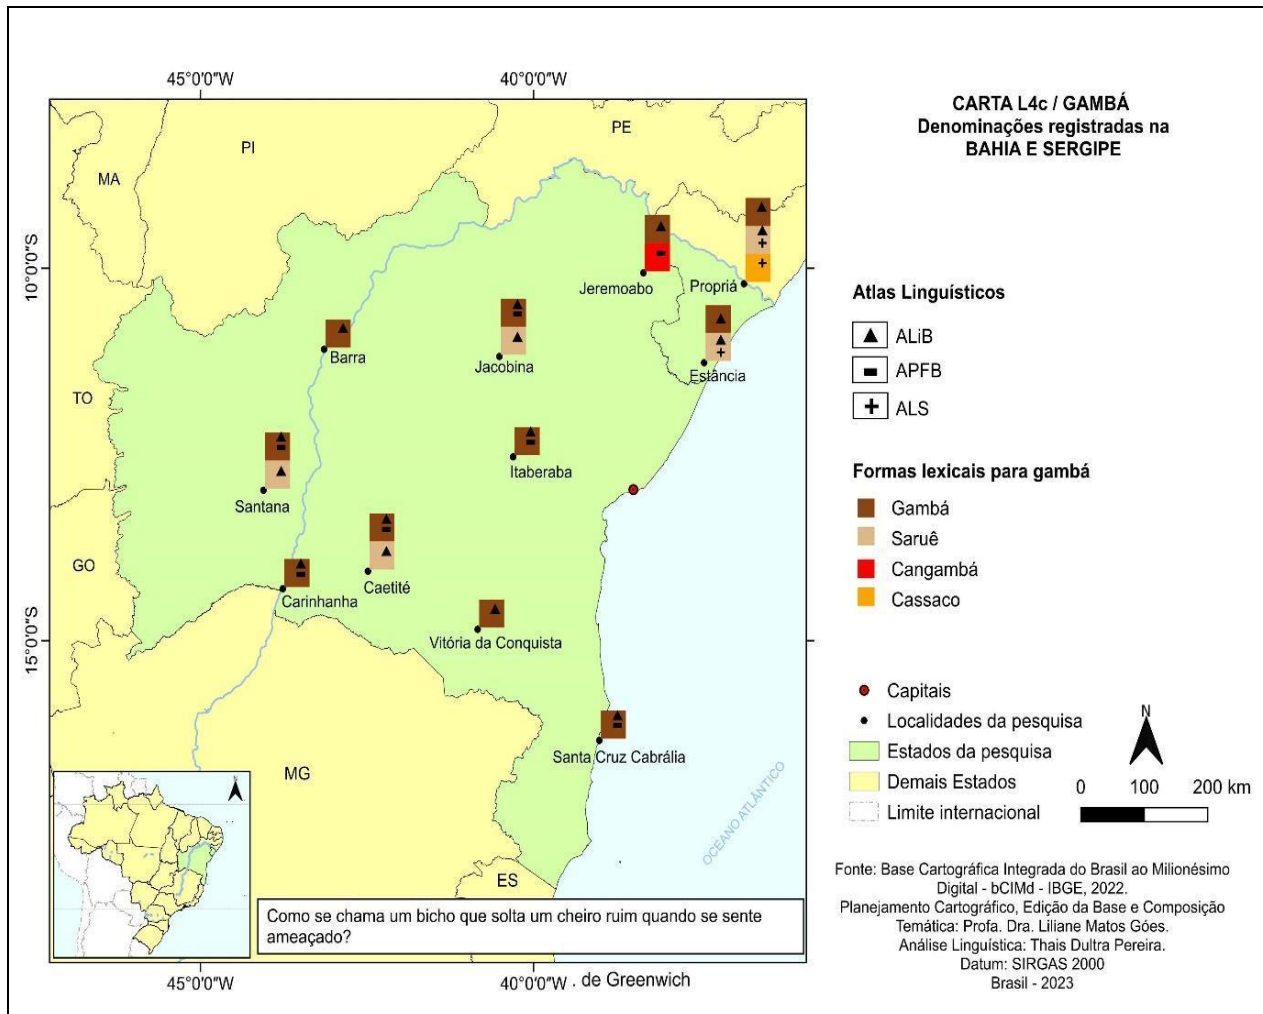 45°0'0"W
40°0'0"W
CARTA L4c / GAMBÁ
Denominações registradas na
BAHIA E SERGIPE
PE
PI
MA
10°0'0"S
10°0'0"S
Jeremoabo
Propriá
Barra
Jacobina
Estância
TO
Itaberaba
Santana
GO
Carinhanha
Caetité
Vitória da Conquista
15°0'0"S
15°0'0"S
Santa Cruz Cabrália
MG
OCEANO ATLÂNTICO
ES
Atlas Linguísticos
ALiB
APFB
ALS
Formas lexicais para gambá
Gambá
Saruê
Cangambá
Cassaco
Capitais
Localidades da pesquisa
Estados da pesquisa
Demais Estados
Limite internacional
N
0 100 200 km
Como se chama um bicho que solta um cheiro ruim quando se sente
ameaçado?
45°0'0"W
40°0'0"W
. de Greenwich
Fonte: Base Cartográfica Integrada do Brasil ao Milionésimo
Digital - bCIMd - IBGE, 2022.
Planejamento Cartográfico, Edição da Base e Composição
Temática: Profa. Dra. Liliane Matos Góes.
Análise Linguística: Thais Dultra Pereira.
Datum: SIRGAS 2000
Brasil - 2023